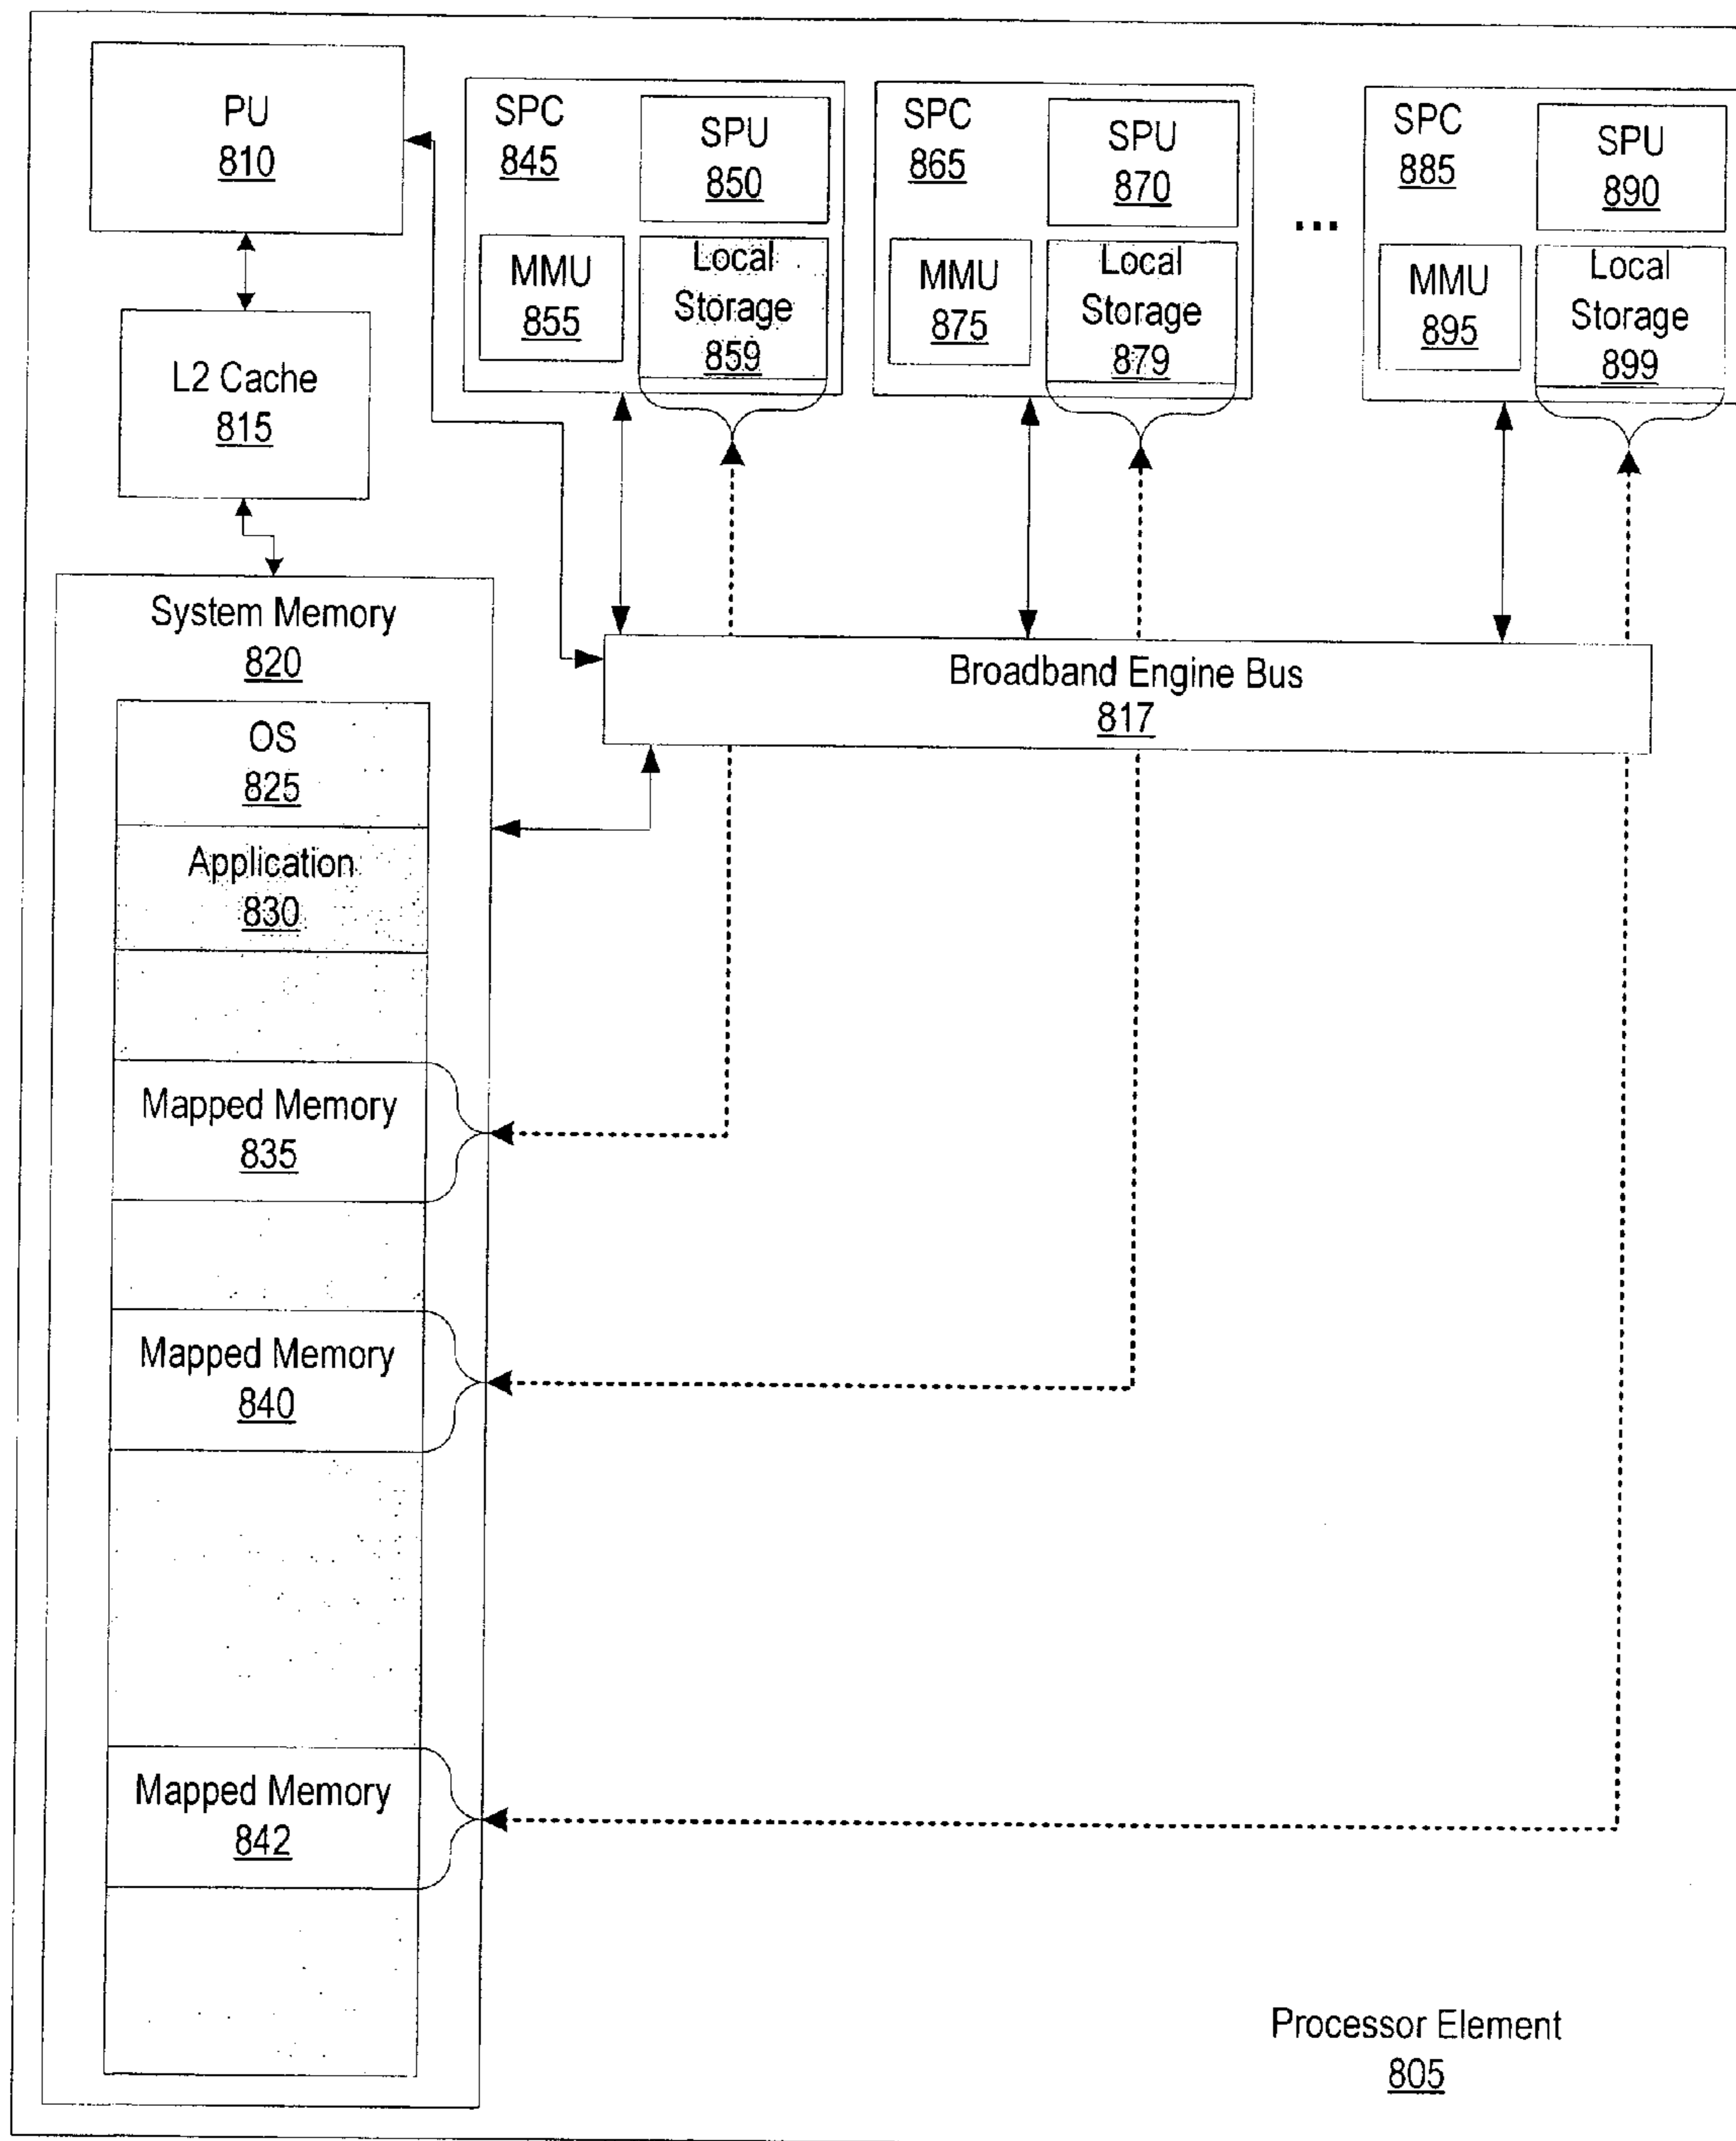 PU
810
L2 Cache
815
SPC
845
SPU
850
MMU
855
Local
Storage
859
SPC
865
SPU
870
MMU
875
Local
Storage
879
...
SPC
885
SPU
890
MMU
895
Local
Storage
899
Broadband Engine Bus
817
System Memory
820
OS
825
Application
830
Mapped Memory
835
Mapped Memory
840
Mapped Memory
842
Processor Element
805